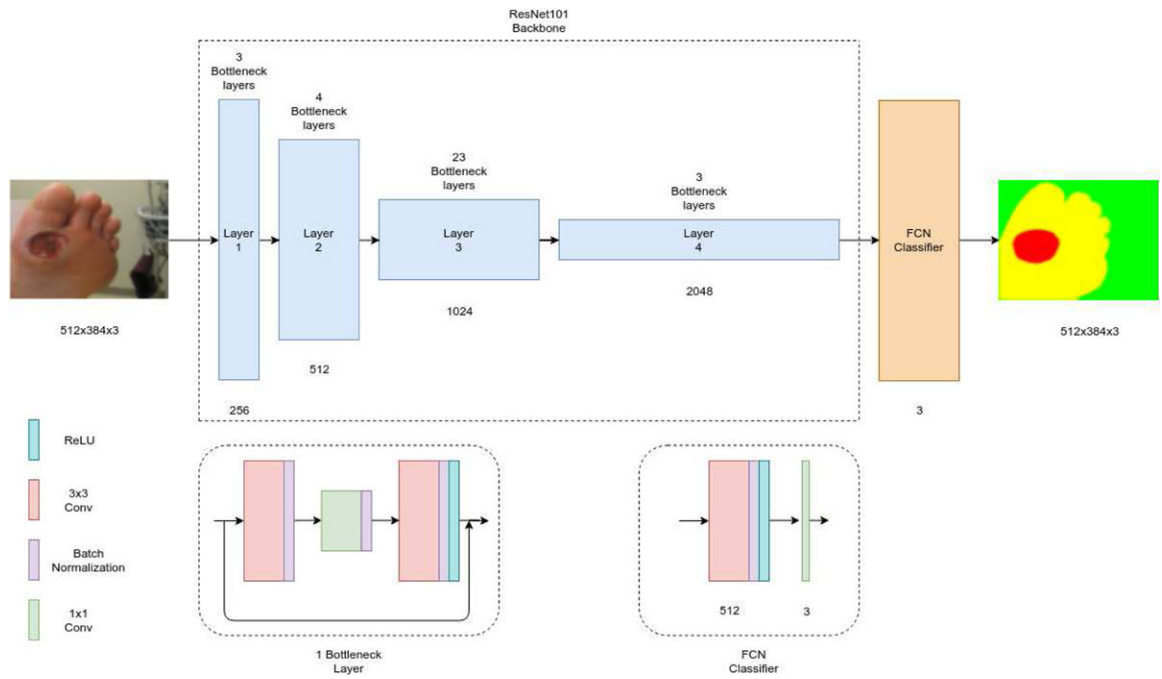 ResNet101
Backbone
3
Bottleneck
layers
4
Bottleneck
layers
23
Bottleneck
layers
3
Bottleneck
layers
Layer
1
Layer
2
Layer
3
Layer
4
FCN
Classifier
512x384x3
256
512
1024
2048
3
512x384x3
ReLU
3x3
Conv
Batch
Normalization
1x1
Conv
1 Bottleneck
Layer
512
3
FCN
Classifier